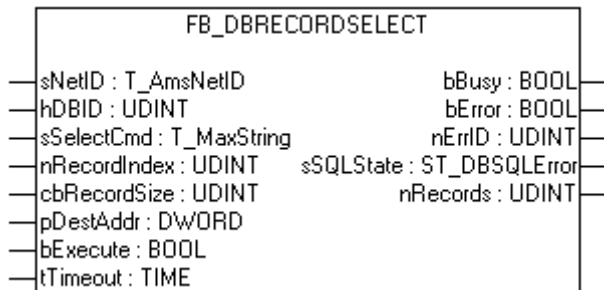 FB_DBRECORDSELECT
sNetID : T_AmsNetID bBusy : BOOL
hDBID : UDINT bError : BOOL
sSelectCmd : T_MaxString nErrID : UDINT
nRecordIndex : UDINT sSQLState : ST_DBSQLError
cbRecordSize : UDINT nRecords : UDINT
pDestAddr : DWORD
bExecute : BOOL
tTimeout : TIME